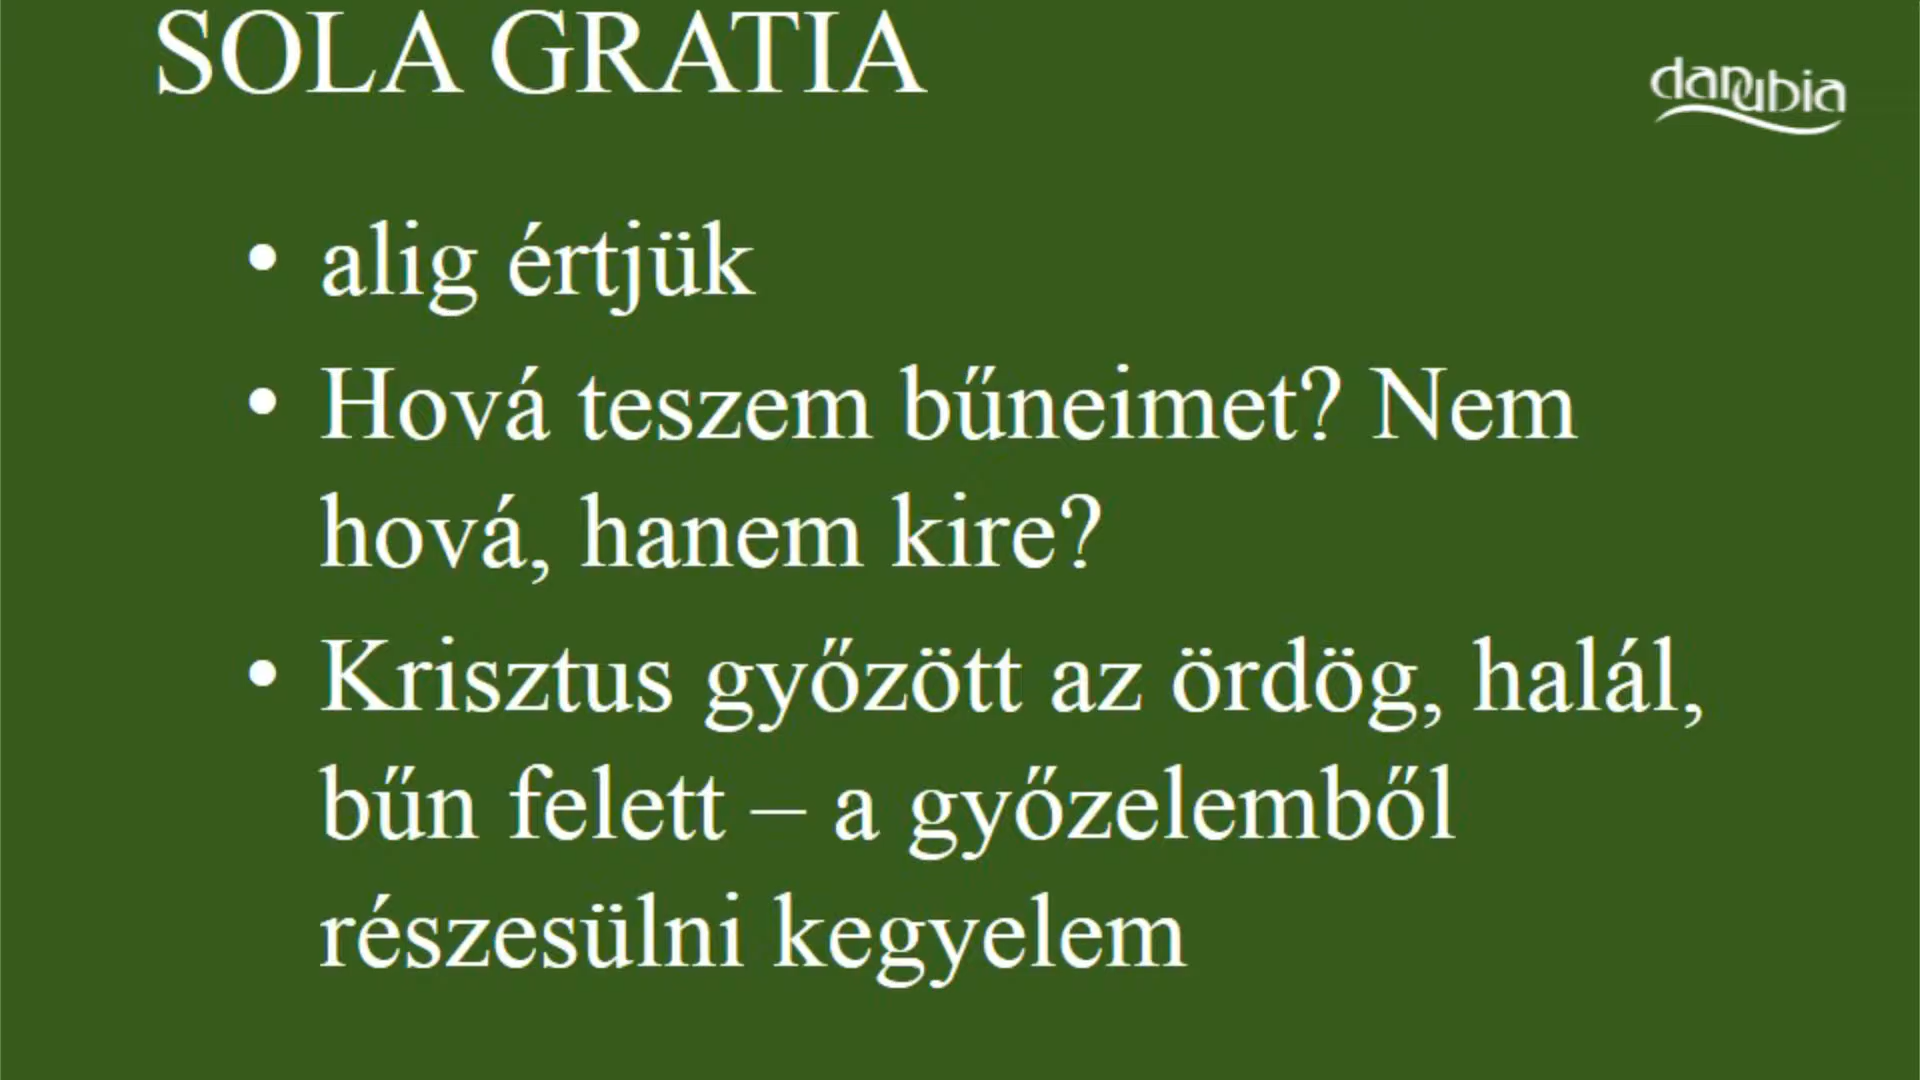 SOLA GRATIA
danubia
• alig értjük
• Hová teszem bűneimet? Nem
hová, hanem kire?
• Krisztus győzött az ördög, halál,
bűn felett – a győzelemből
részesülni kegyelem